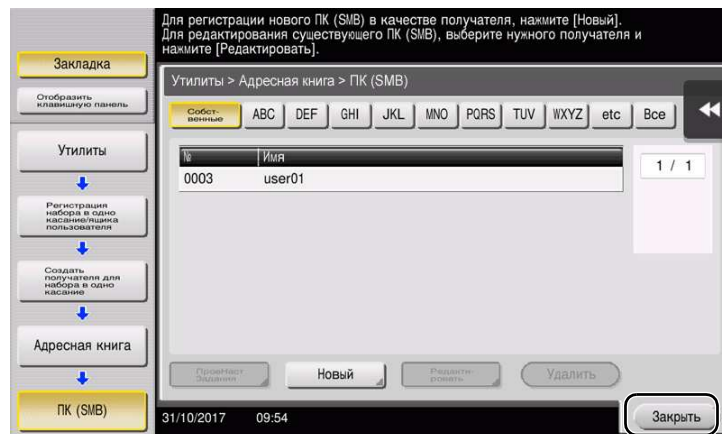 Для регистрации нового ПК (SMB) в качестве получателя, нажмите [Новый].
Для редактирования существующего ПК (SMB), выберите нужного получателя и
нажмите [Редактировать].
Закладка
Отобразить
клавишную панель
Утилиты
Регистрация
набора в одно
касание/ящика
пользователя
Создать
получателя для
набора в одно
касание
Адресная книга
ПК (SMB)
Утилиты > Адресная книга > ПК (SMB)
Собст-
венные
ABC DEF GHI JKL MNO PQRS TUV WXYZ etc Все
№ Имя
0003 user01
1 / 1
ПровНаст
Задания
Новый
Редакти-
ровать
Удалить
31/10/2017 09:54
Закрыть